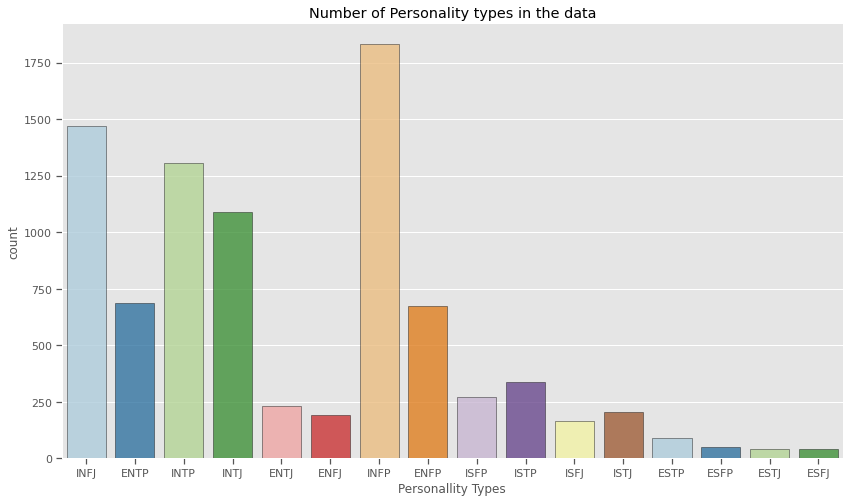 Number of Personality types in the data
count
1750
1500
1250
1000
750
500
250
0
INFJ ENTP INTP INTJ ENTJ ENFJ INFP ENFP ISFP ISTP ISFJ ISTJ ESTP ESFP ESTJ ESFJ
Personallity Types